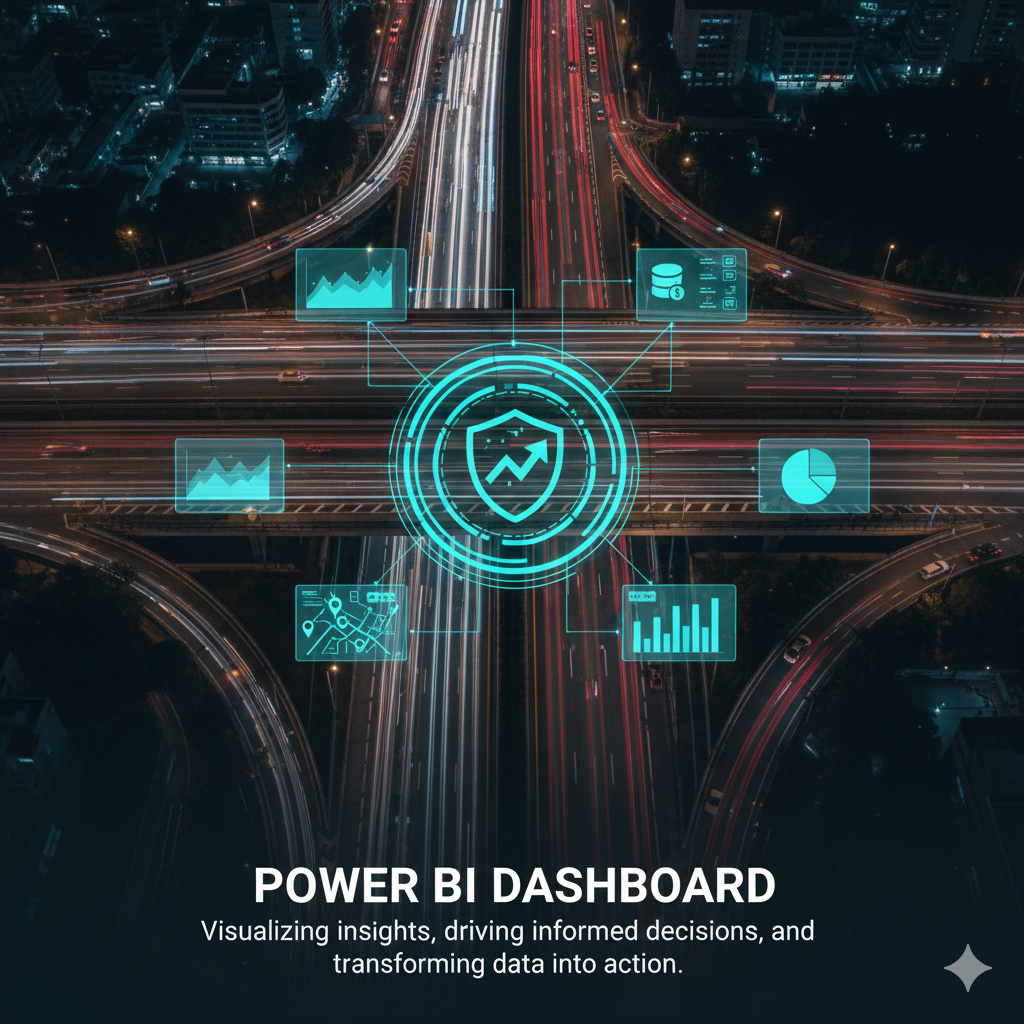 POWER BI DASHBOARD
Visualizing insights, driving informed decisions, and
transforming data into action.